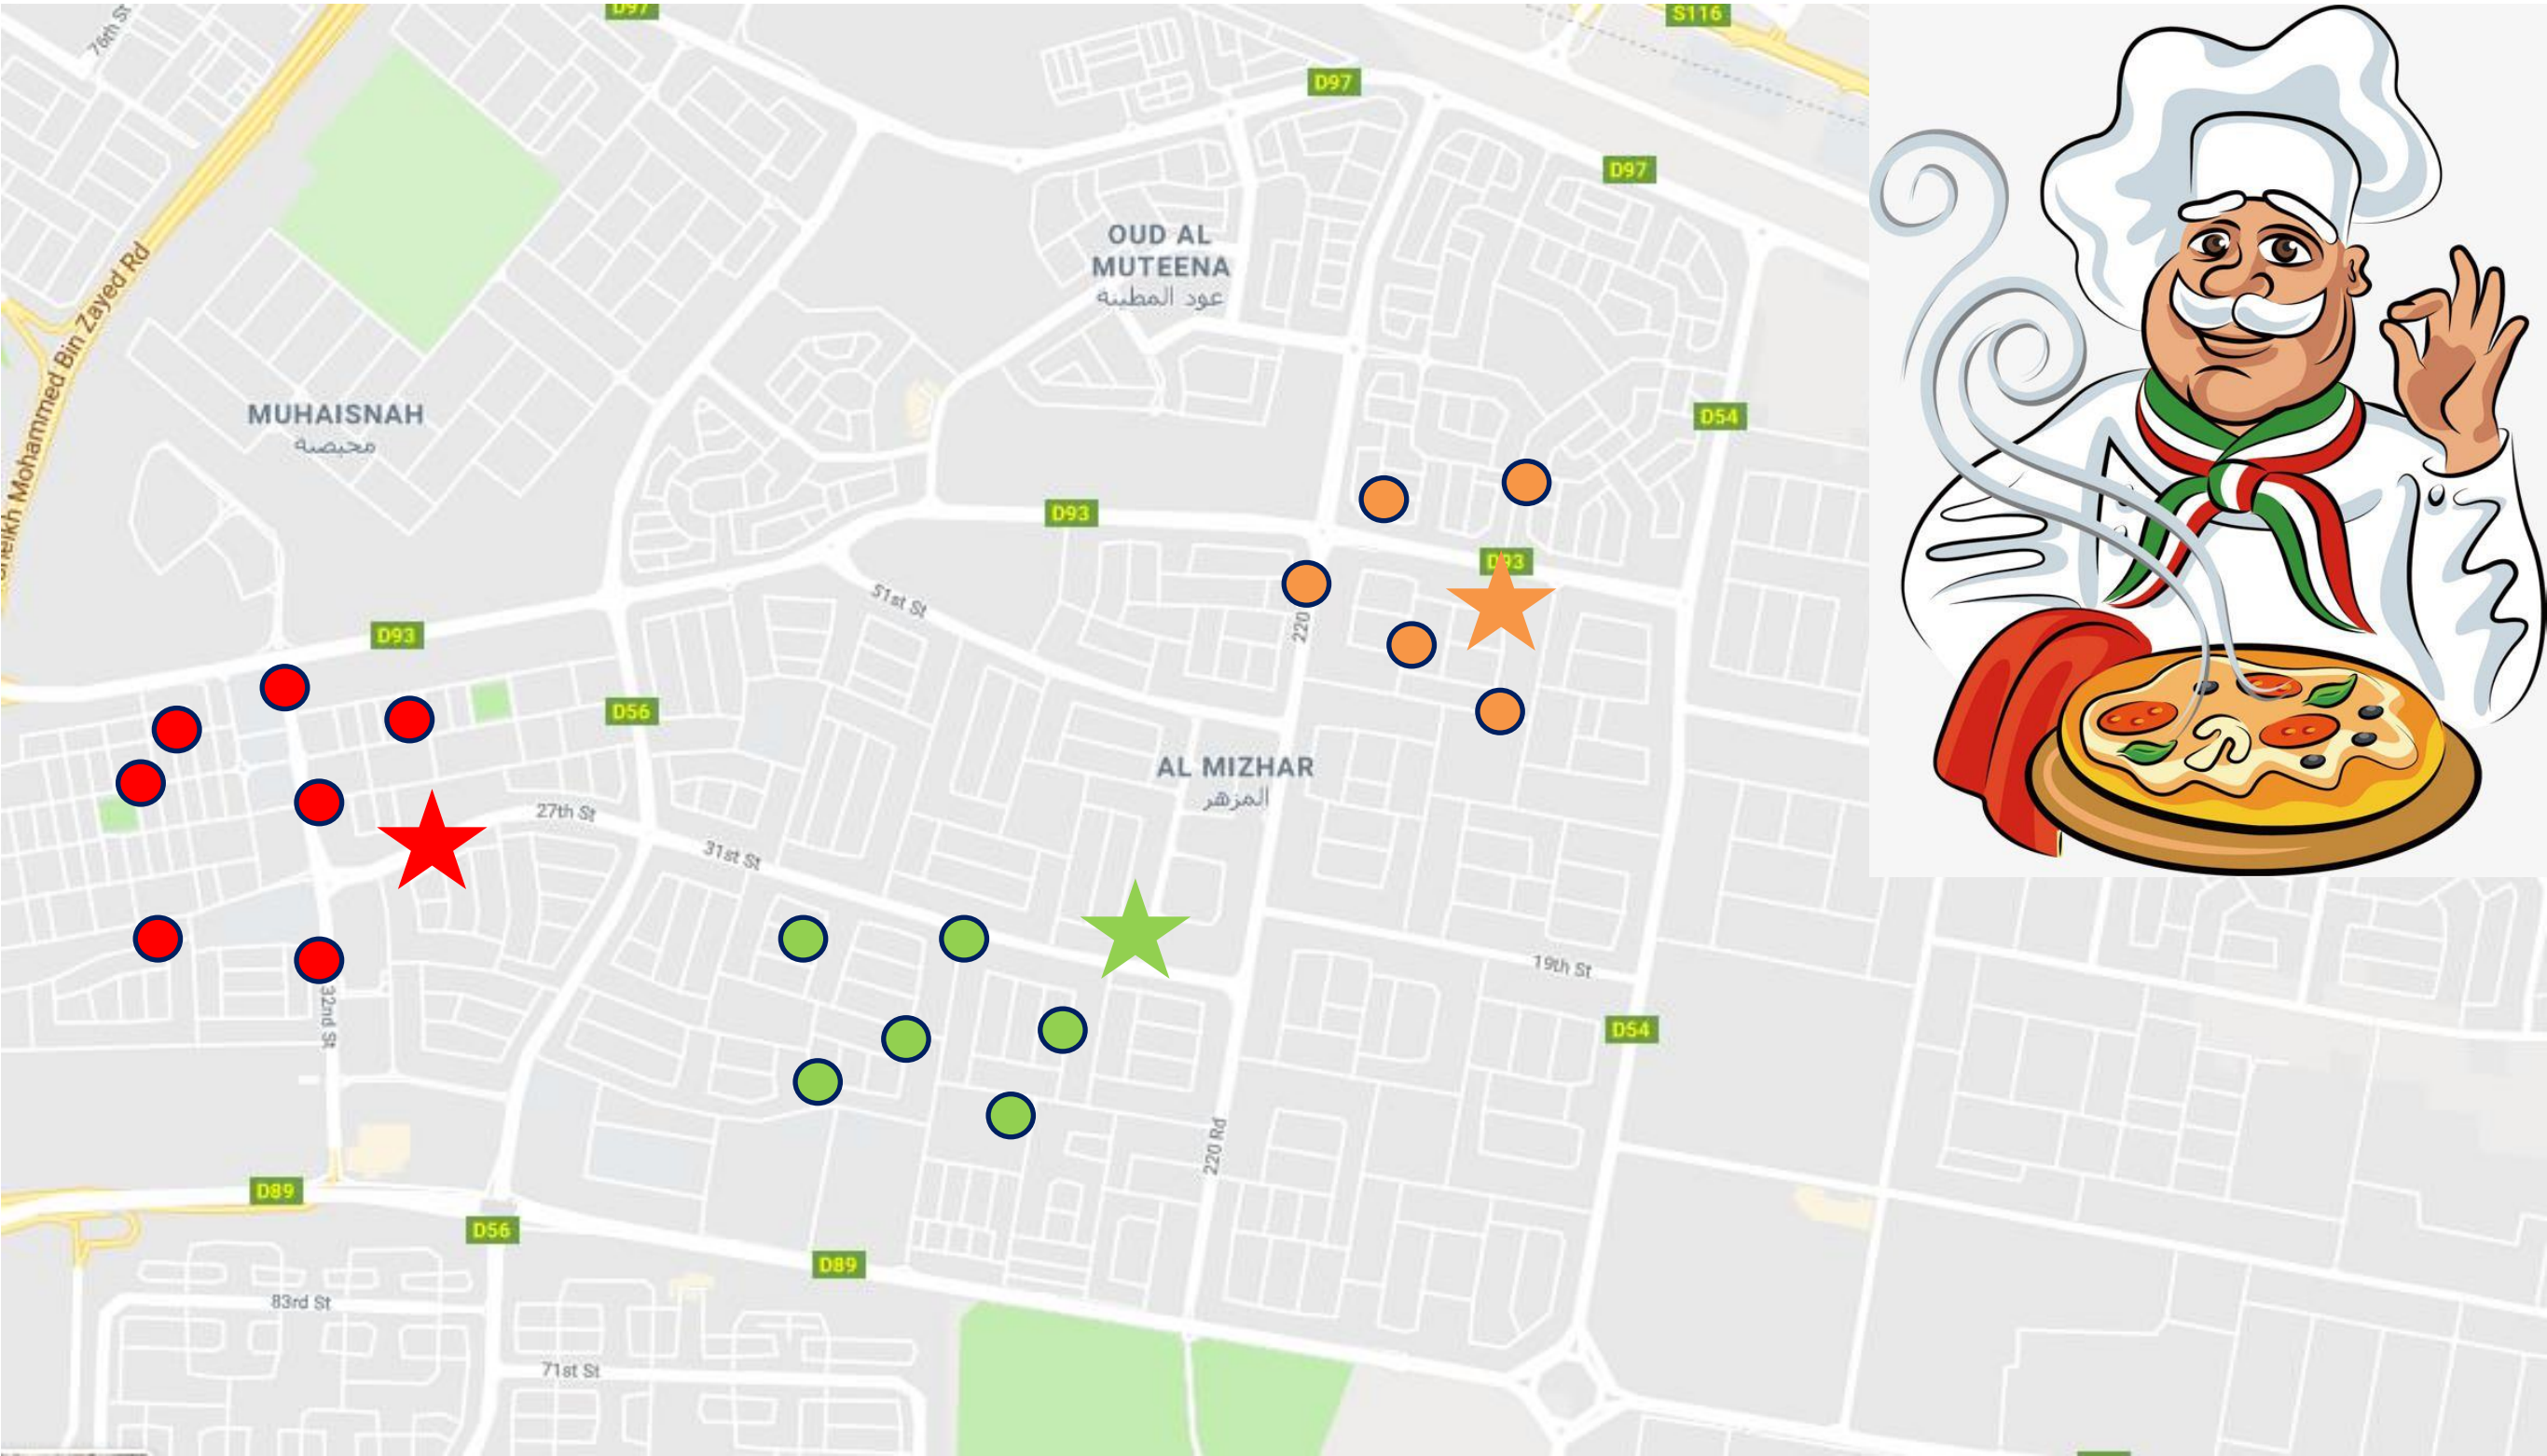 76th St
D97
S116
D97
D97
OUD AL
MUTEENA
عود المطينة
Sheikh Mohammed Bin Zayed Rd
MUHAISNAH
محيصنة
D54
D93
D93
51st St
220
D93
D56
AL MIZHAR
المزهر
27th St
31st St
19th St
32nd St
D54
220 Rd
D89
D56
D89
83rd St
71st St